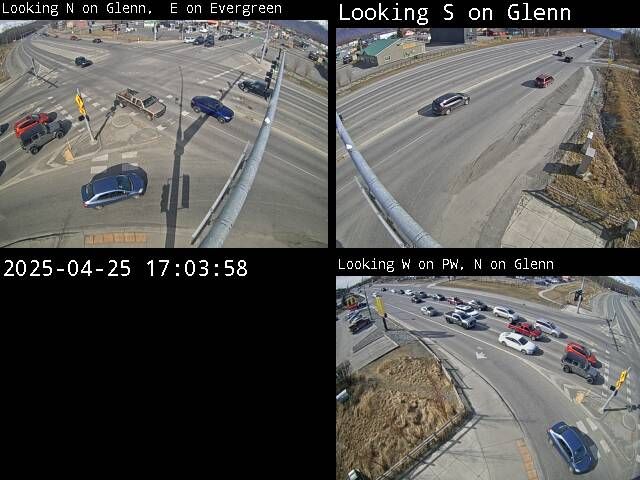 Looking N on Glenn,  E on Evergreen
Looking S on Glenn
2025-04-25 17:03:58
Looking W on PW, N on Glenn